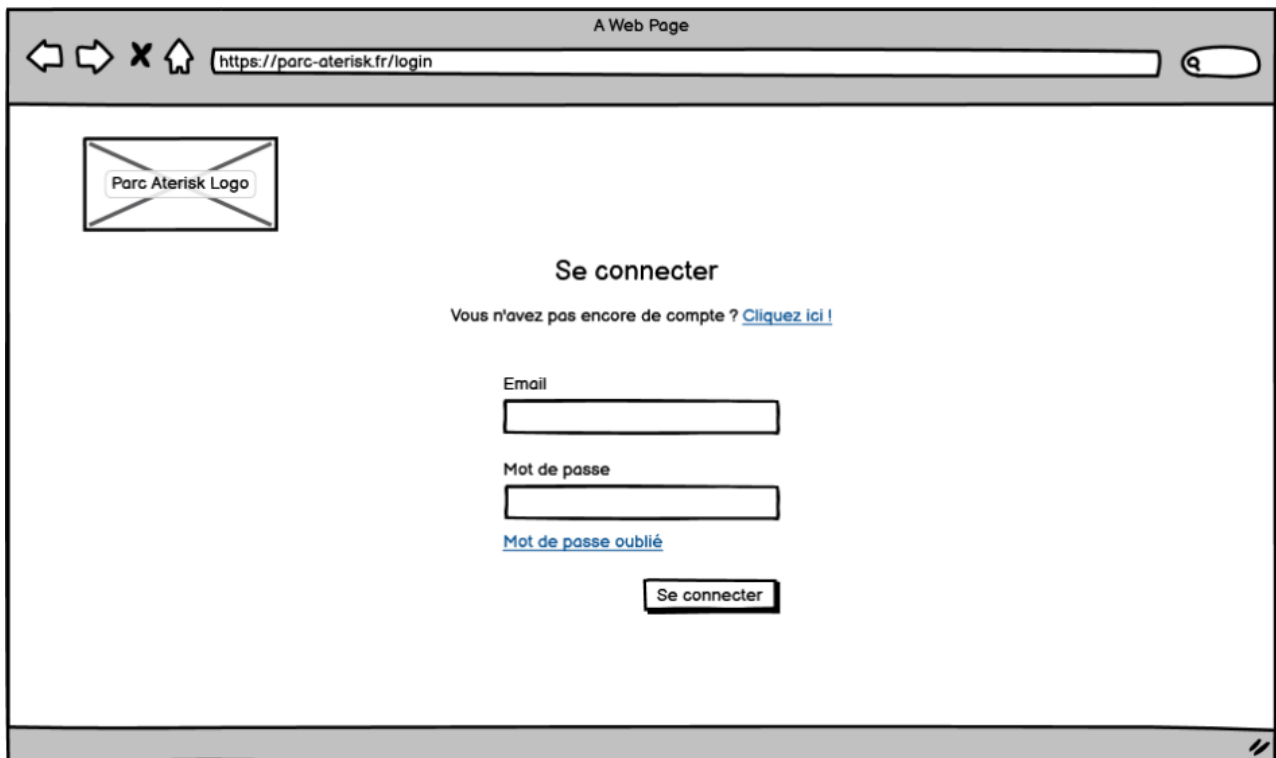 A Web Page
https://parc-aterisk.fr/login
Parc Aterisk Logo
Se connecter
Vous n'avez pas encore de compte ? Cliquez ici !
Email
Mot de passe
Mot de passe oublié
Se connecter